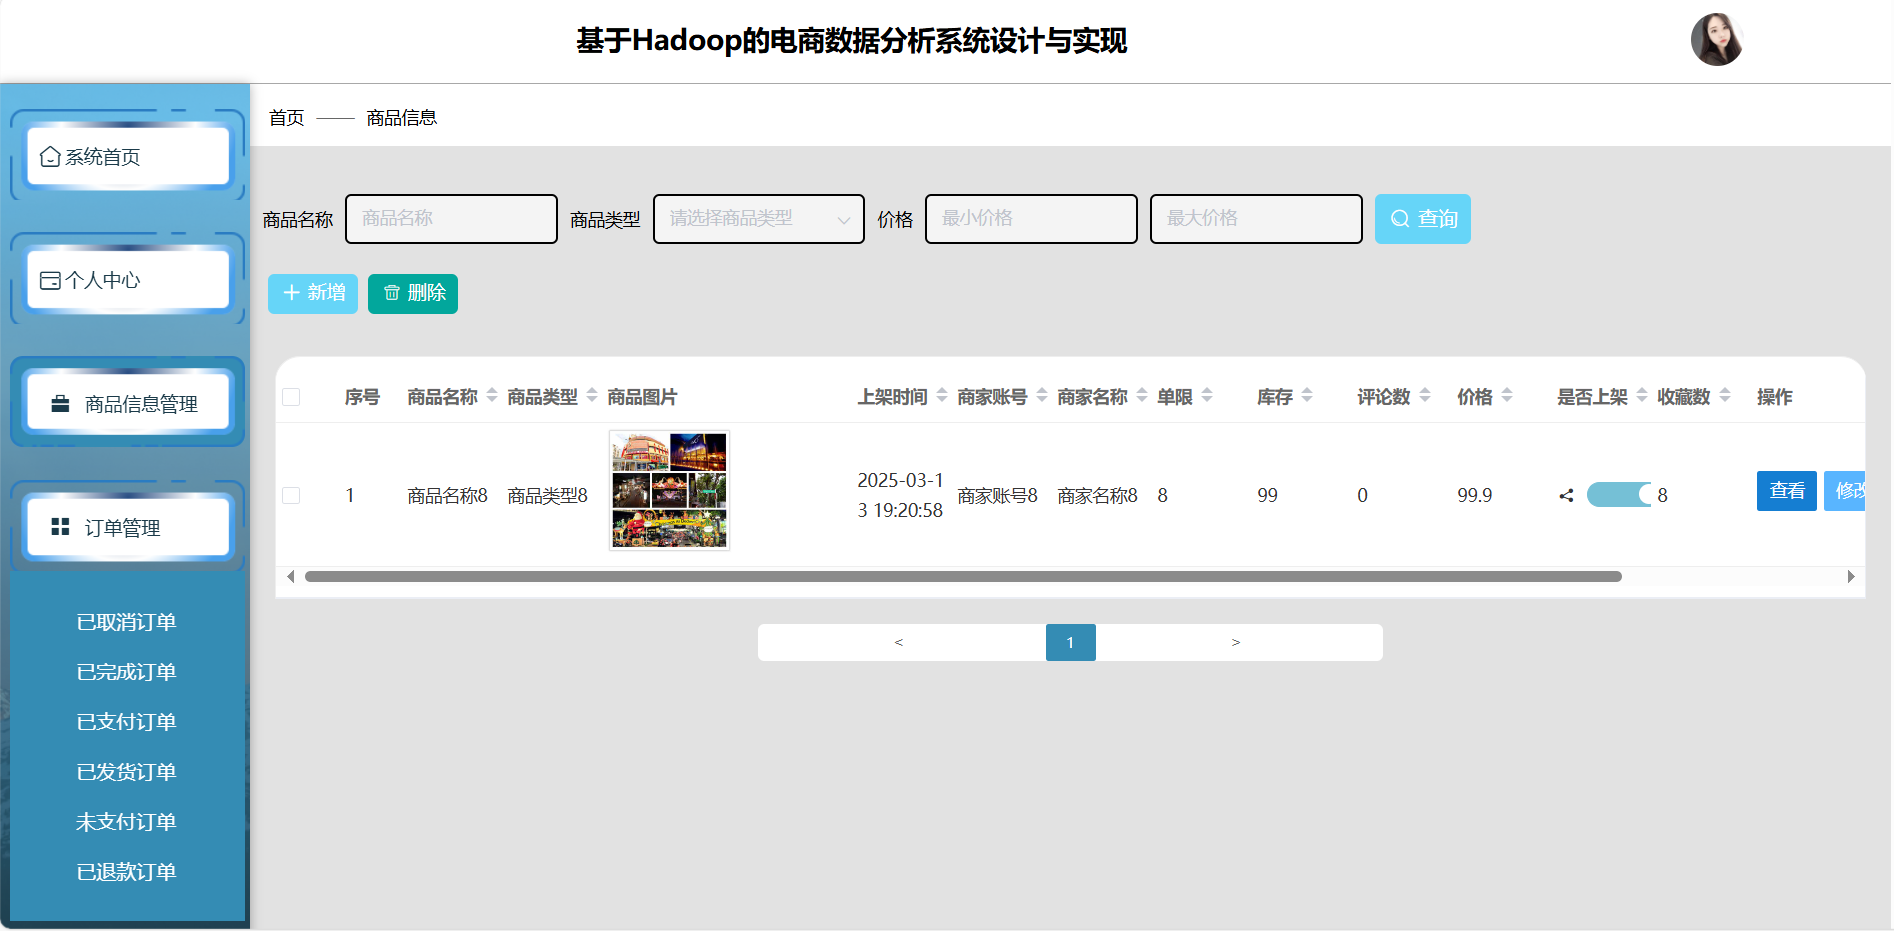 基于Hadoop的电商数据分析系统设计与实现
系统首页
个人中心
商品信息管理
订单管理
已取消订单
已完成订单
已支付订单
已发货订单
未支付订单
已退款订单
首页 商品信息
商品名称 商品名称 商品类型 请选择商品类型 价格 最小价格 最大价格 查询
新增 删除
序号 商品名称 商品类型 商品图片 上架时间 商家账号 商家名称 单限 库存 评论数 价格 是否上架 收藏数 操作
1 商品名称8 商品类型8 2025-03-1 商家账号8 商家名称8 8 99 0 99.9 8 查看 修改
3 19:20:58
< 1 >